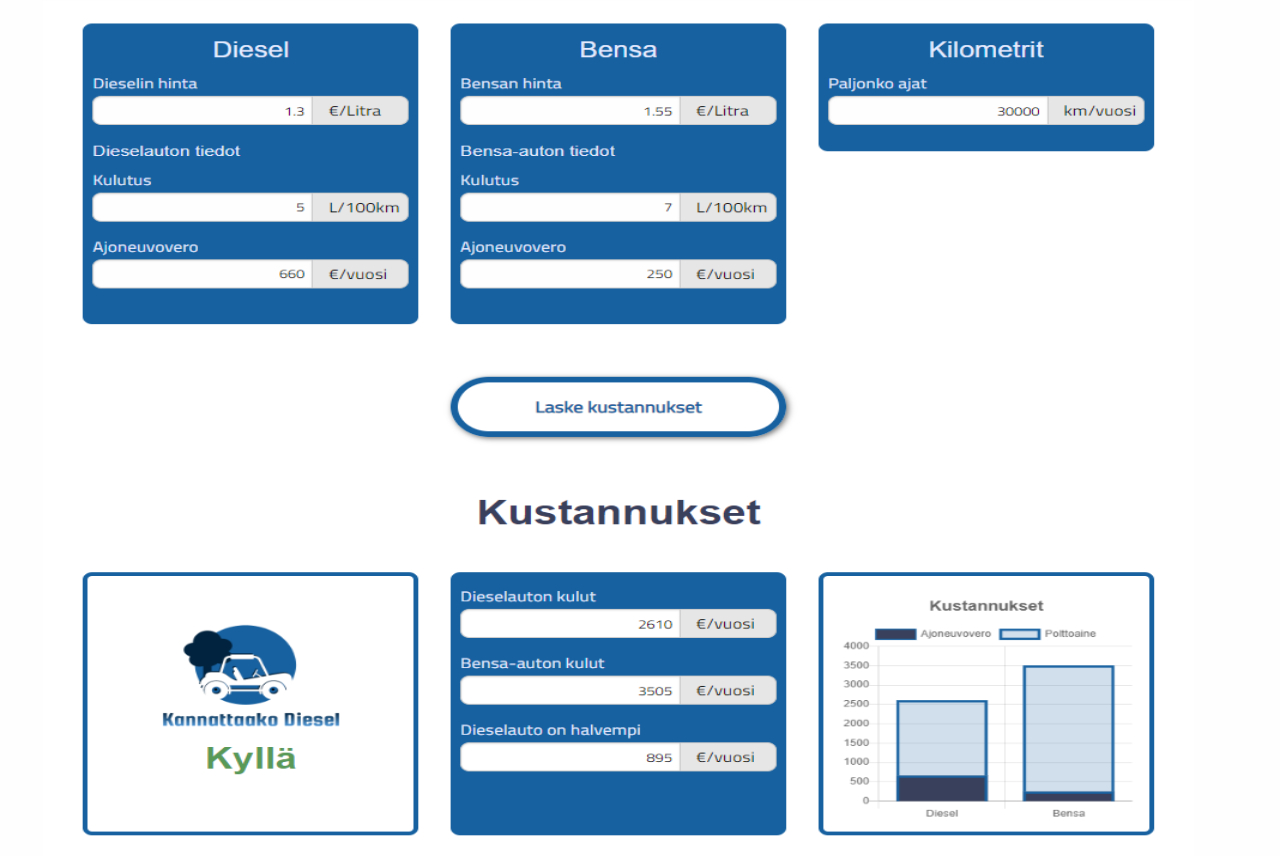 Diesel
Dieselin hinta
1.3 €/Litra
Dieselauton tiedot
Kulutus
5 L/100km
Ajoneuvovero
660 €/vuosi
Bensa
Bensan hinta
1.55 €/Litra
Bensa-auton tiedot
Kulutus
7 L/100km
Ajoneuvovero
250 €/vuosi
Kilometrit
Paljonko ajat
30000 km/vuosi
Laske kustannukset
Kustannukset
Kannattaako Diesel
Kyllä
Dieselauton kulut
2610 €/vuosi
Bensa-auton kulut
3505 €/vuosi
Dieselauto on halvempi
895 €/vuosi
Kustannukset
Ajoneuvovero Polttoaine
4000
3500
3000
2500
2000
1500
1000
500
0
Diesel Bensa